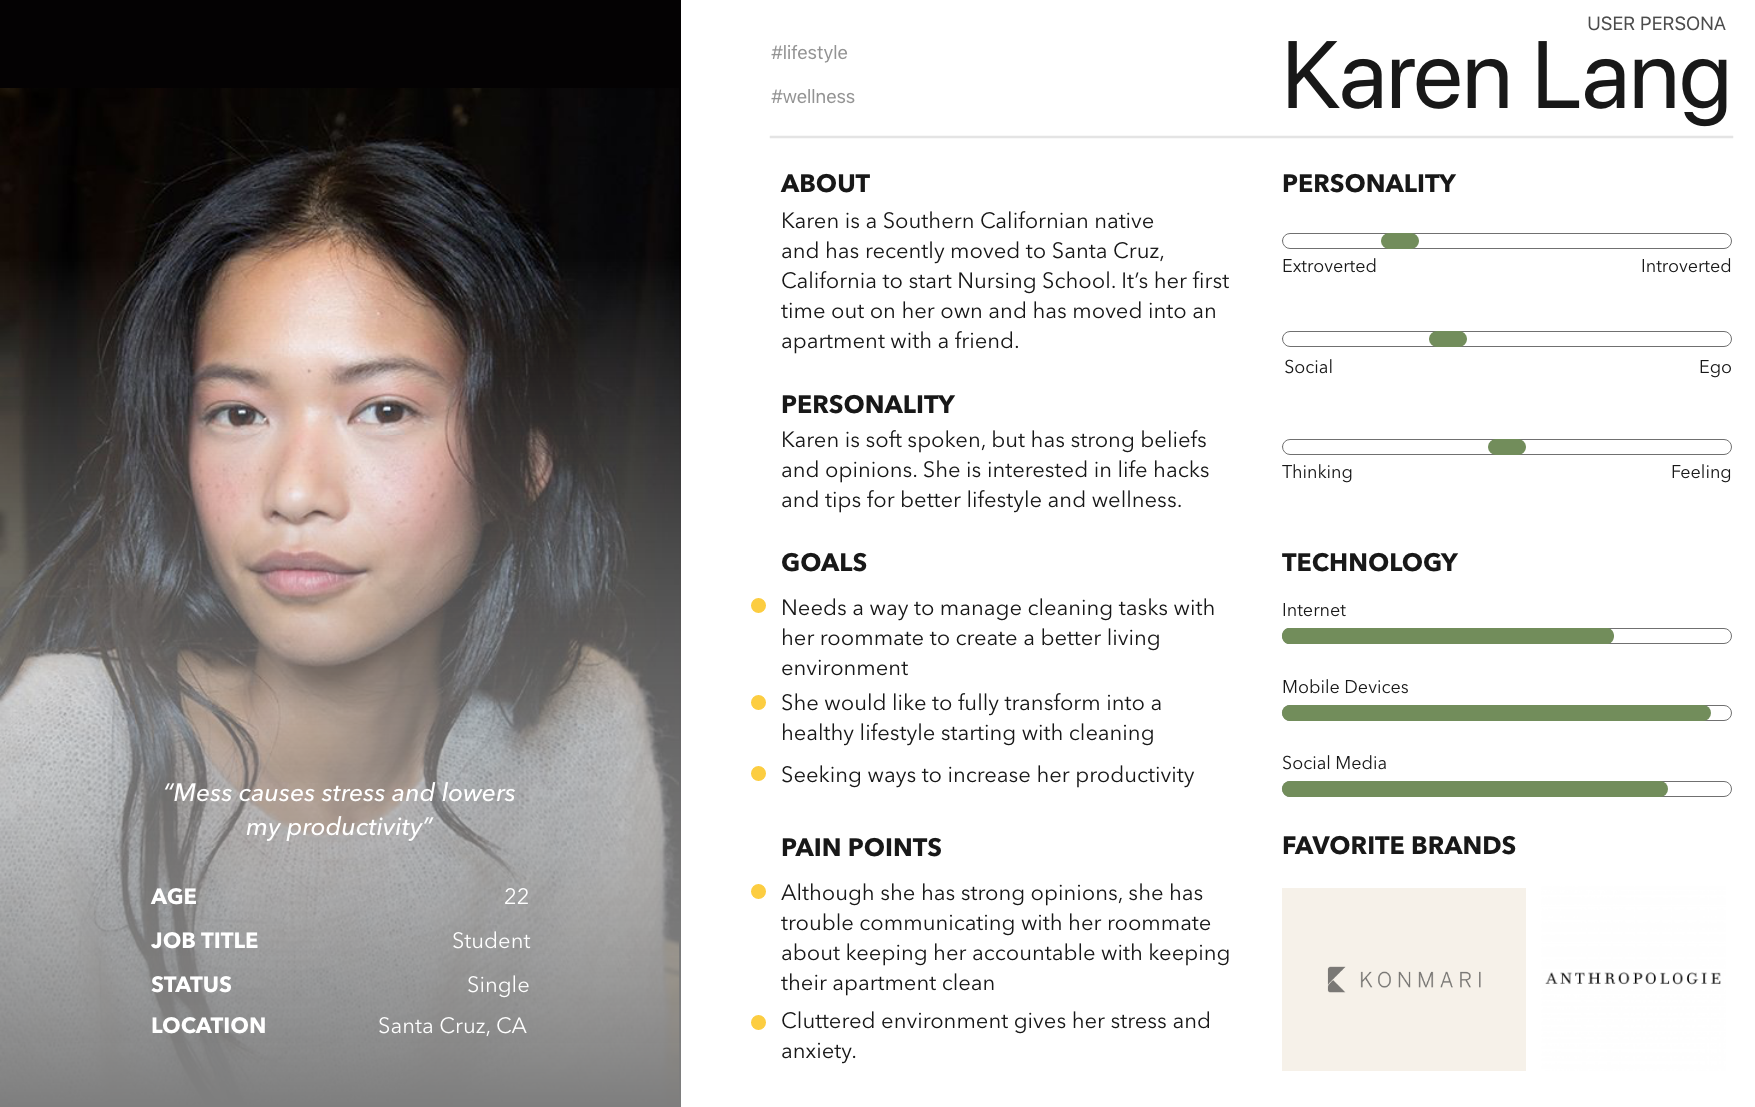 USER PERSONA
#lifestyle
#wellness
Karen Lang
ABOUT
Karen is a Southern Californian native
and has recently moved to Santa Cruz,
California to start Nursing School. It’s her first
time out on her own and has moved into an
apartment with a friend.
PERSONALITY
Karen is soft spoken, but has strong beliefs
and opinions. She is interested in life hacks
and tips for better lifestyle and wellness.
GOALS
Needs a way to manage cleaning tasks with
her roommate to create a better living
environment
She would like to fully transform into a
healthy lifestyle starting with cleaning
Seeking ways to increase her productivity
PAIN POINTS
Although she has strong opinions, she has
trouble communicating with her roommate
about keeping her accountable with keeping
their apartment clean
Cluttered environment gives her stress and
anxiety.
PERSONALITY
Extroverted Introverted
Social Ego
Thinking Feeling
TECHNOLOGY
Internet
Mobile Devices
Social Media
FAVORITE BRANDS
KONMARI
ANTHROPOLOGIE
“Mess causes stress and lowers
my productivity”
AGE 22
JOB TITLE Student
STATUS Single
LOCATION Santa Cruz, CA